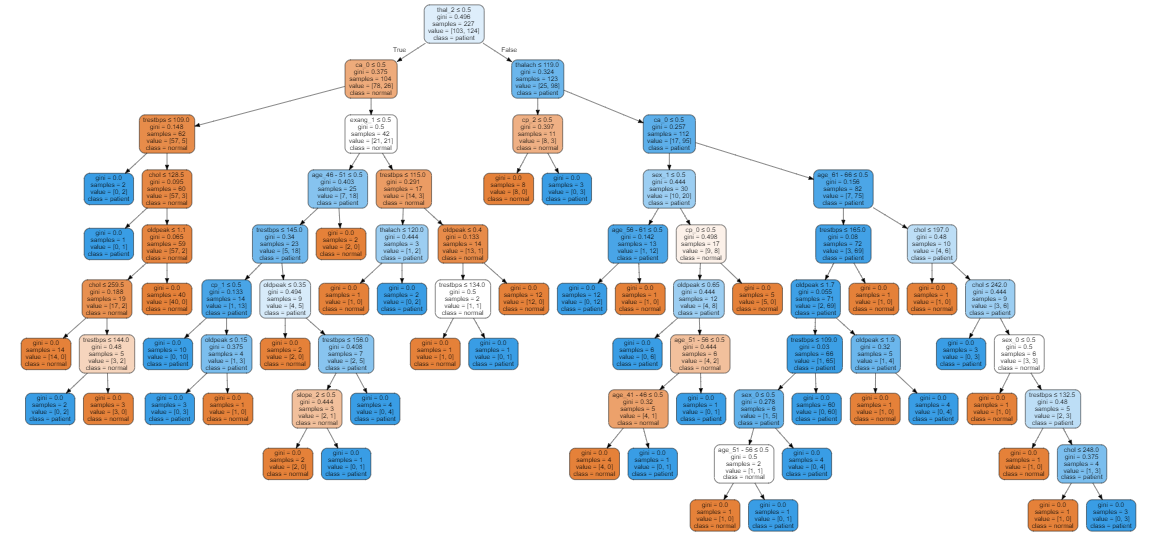 thal_2 ≤ 0.5
gini = 0.496
samples = 227
value = [103, 124]
class = patient
True
False
ca_0 ≤ 0.5
gini = 0.375
samples = 104
value = [78, 26]
class = normal
thalach ≤ 119.0
gini = 0.324
samples = 123
value = [25, 98]
class = patient
trestbps ≤ 109.0
gini = 0.148
samples = 62
value = [57, 5]
class = normal
exang_1 ≤ 0.5
gini = 0.5
samples = 42
value = [21, 21]
class = normal
cp_2 ≤ 0.5
gini = 0.397
samples = 11
value = [8, 3]
class = normal
ca_0 ≤ 0.5
gini = 0.257
samples = 112
value = [17, 95]
class = patient
gini = 0.0
samples = 2
value = [0, 2]
class = patient
chol ≤ 128.5
gini = 0.095
samples = 60
value = [57, 3]
class = normal
age_46 - 51 ≤ 0.5
gini = 0.403
samples = 25
value = [7, 18]
class = patient
trestbps ≤ 115.0
gini = 0.291
samples = 17
value = [14, 3]
class = normal
gini = 0.0
samples = 8
value = [8, 0]
class = normal
gini = 0.0
samples = 3
value = [0, 3]
class = patient
sex_1 ≤ 0.5
gini = 0.444
samples = 30
value = [10, 20]
class = patient
age_61 - 66 ≤ 0.5
gini = 0.156
samples = 82
value = [7, 75]
class = patient
gini = 0.0
samples = 1
value = [0, 1]
class = patient
oldpeak ≤ 1.1
gini = 0.065
samples = 59
value = [57, 2]
class = normal
trestbps ≤ 145.0
gini = 0.34
samples = 23
value = [5, 18]
class = patient
gini = 0.0
samples = 2
value = [2, 0]
class = normal
thalach ≤ 120.0
gini = 0.444
samples = 3
value = [1, 2]
class = patient
oldpeak ≤ 0.4
gini = 0.133
samples = 14
value = [13, 1]
class = normal
age_56 - 61 ≤ 0.5
gini = 0.142
samples = 13
value = [1, 12]
class = patient
cp_0 ≤ 0.5
gini = 0.498
samples = 17
value = [9, 8]
class = normal
trestbps ≤ 165.0
gini = 0.08
samples = 72
value = [3, 69]
class = patient
chol ≤ 197.0
gini = 0.48
samples = 10
value = [4, 6]
class = patient
chol ≤ 259.5
gini = 0.188
samples = 19
value = [17, 2]
class = normal
gini = 0.0
samples = 40
value = [40, 0]
class = normal
cp_1 ≤ 0.5
gini = 0.133
samples = 14
value = [1, 13]
class = patient
oldpeak ≤ 0.35
gini = 0.494
samples = 9
value = [4, 5]
class = patient
gini = 0.0
samples = 1
value = [1, 0]
class = normal
gini = 0.0
samples = 2
value = [0, 2]
class = patient
trestbps ≤ 134.0
gini = 0.5
samples = 2
value = [1, 1]
class = normal
gini = 0.0
samples = 12
value = [12, 0]
class = normal
gini = 0.0
samples = 12
value = [0, 12]
class = patient
gini = 0.0
samples = 1
value = [1, 0]
class = normal
oldpeak ≤ 0.65
gini = 0.444
samples = 12
value = [4, 8]
class = patient
gini = 0.0
samples = 5
value = [5, 0]
class = normal
oldpeak ≤ 1.7
gini = 0.055
samples = 71
value = [2, 69]
class = patient
gini = 0.0
samples = 1
value = [1, 0]
class = normal
gini = 0.0
samples = 1
value = [1, 0]
class = normal
chol ≤ 242.0
gini = 0.444
samples = 9
value = [3, 6]
class = patient
gini = 0.0
samples = 14
value = [14, 0]
class = normal
trestbps ≤ 144.0
gini = 0.48
samples = 5
value = [3, 2]
class = normal
gini = 0.0
samples = 10
value = [0, 10]
class = patient
oldpeak ≤ 0.15
gini = 0.375
samples = 4
value = [1, 3]
class = patient
gini = 0.0
samples = 2
value = [2, 0]
class = normal
trestbps ≤ 156.0
gini = 0.408
samples = 7
value = [2, 5]
class = patient
gini = 0.0
samples = 1
value = [1, 0]
class = normal
gini = 0.0
samples = 1
value = [0, 1]
class = patient
gini = 0.0
samples = 6
value = [0, 6]
class = patient
age_51 - 56 ≤ 0.5
gini = 0.444
samples = 6
value = [4, 2]
class = normal
trestbps ≤ 109.0
gini = 0.03
samples = 66
value = [1, 65]
class = patient
oldpeak ≤ 1.9
gini = 0.32
samples = 5
value = [1, 4]
class = patient
gini = 0.0
samples = 3
value = [0, 3]
class = patient
sex_0 ≤ 0.5
gini = 0.5
samples = 6
value = [3, 3]
class = normal
gini = 0.0
samples = 2
value = [0, 2]
class = patient
gini = 0.0
samples = 3
value = [3, 0]
class = normal
gini = 0.0
samples = 3
value = [0, 3]
class = patient
gini = 0.0
samples = 1
value = [1, 0]
class = normal
slope_2 ≤ 0.5
gini = 0.444
samples = 3
value = [2, 1]
class = normal
gini = 0.0
samples = 4
value = [0, 4]
class = patient
age_41 - 46 ≤ 0.5
gini = 0.32
samples = 5
value = [4, 1]
class = normal
gini = 0.0
samples = 1
value = [0, 1]
class = patient
sex_0 ≤ 0.5
gini = 0.278
samples = 6
value = [1, 5]
class = patient
gini = 0.0
samples = 60
value = [0, 60]
class = patient
gini = 0.0
samples = 1
value = [1, 0]
class = normal
gini = 0.0
samples = 4
value = [0, 4]
class = patient
gini = 0.0
samples = 1
value = [1, 0]
class = normal
trestbps ≤ 132.5
gini = 0.48
samples = 5
value = [2, 3]
class = patient
gini = 0.0
samples = 2
value = [2, 0]
class = normal
gini = 0.0
samples = 1
value = [0, 1]
class = patient
gini = 0.0
samples = 4
value = [4, 0]
class = normal
gini = 0.0
samples = 1
value = [0, 1]
class = patient
age_51 - 56 ≤ 0.5
gini = 0.5
samples = 2
value = [1, 1]
class = normal
gini = 0.0
samples = 4
value = [0, 4]
class = patient
gini = 0.0
samples = 1
value = [1, 0]
class = normal
chol ≤ 248.0
gini = 0.375
samples = 4
value = [1, 3]
class = patient
gini = 0.0
samples = 1
value = [1, 0]
class = normal
gini = 0.0
samples = 1
value = [0, 1]
class = patient
gini = 0.0
samples = 1
value = [1, 0]
class = normal
gini = 0.0
samples = 3
value = [0, 3]
class = patient